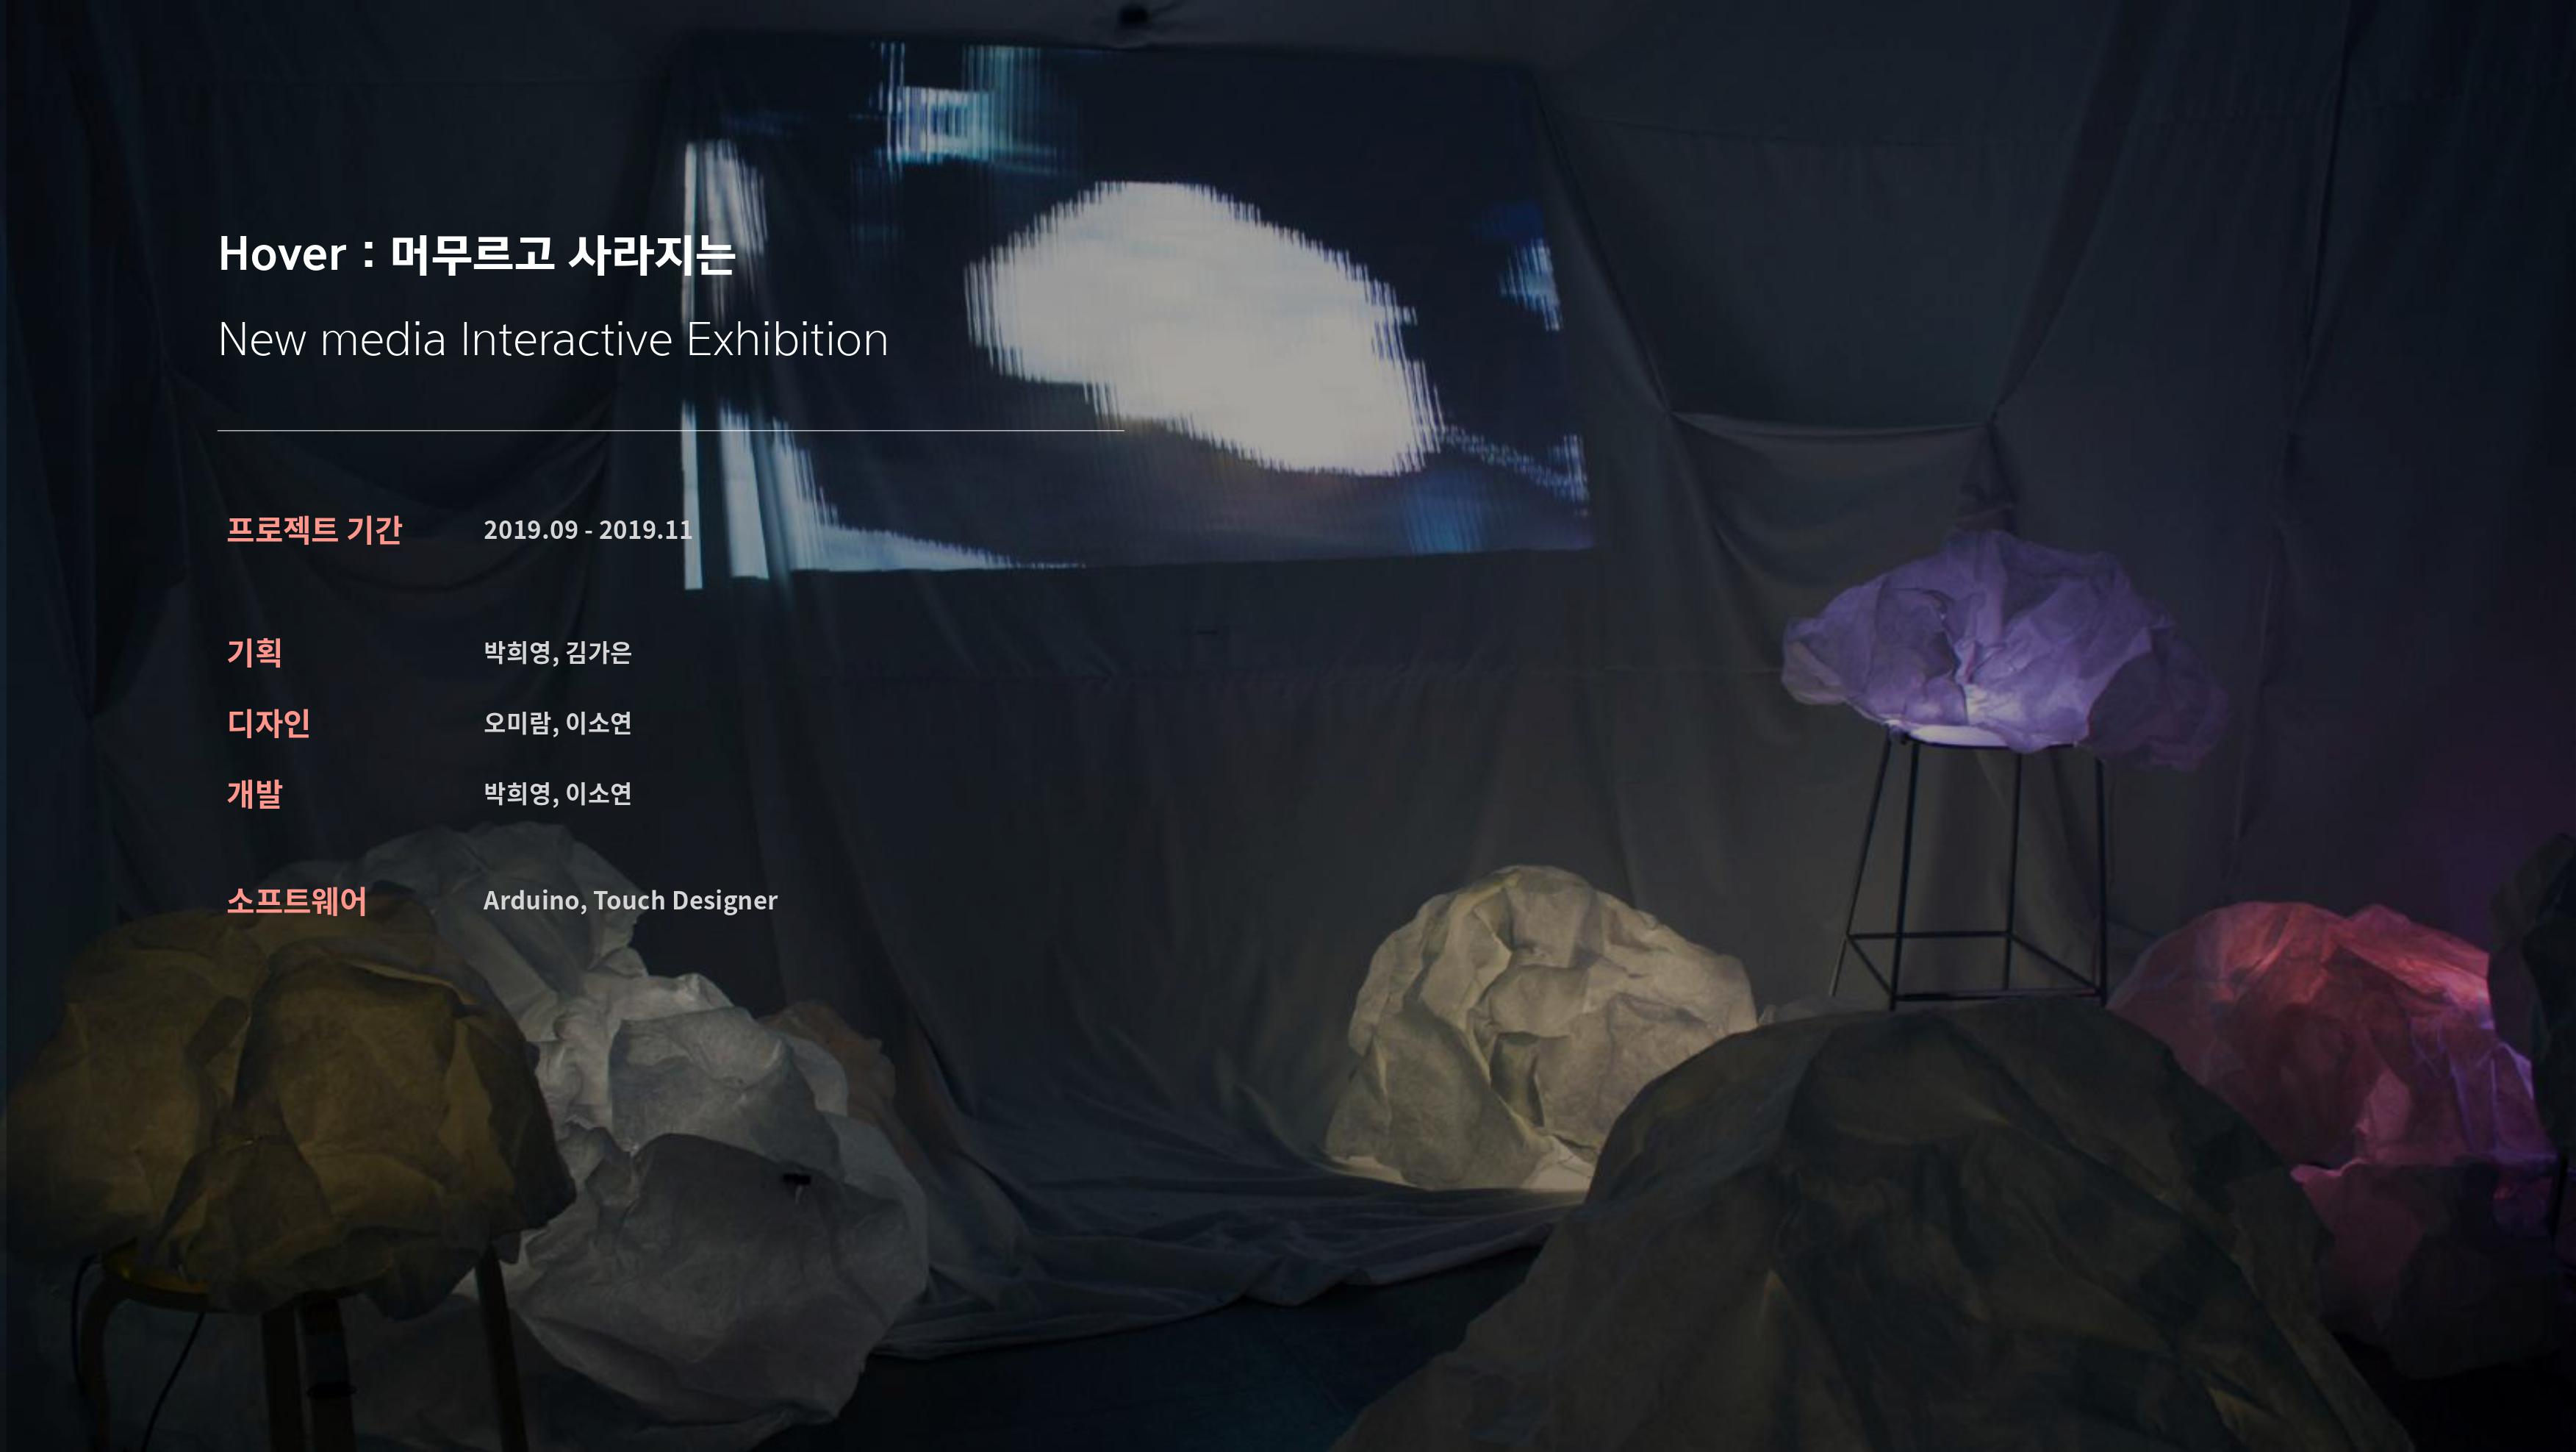 Hover : 머무르고 사라지는
New media Interactive Exhibition
프로젝트 기간 2019.09 - 2019.11
기획 박희영, 김가은
디자인 오미람, 이소연
개발 박희영, 이소연
소프트웨어 Arduino, Touch Designer